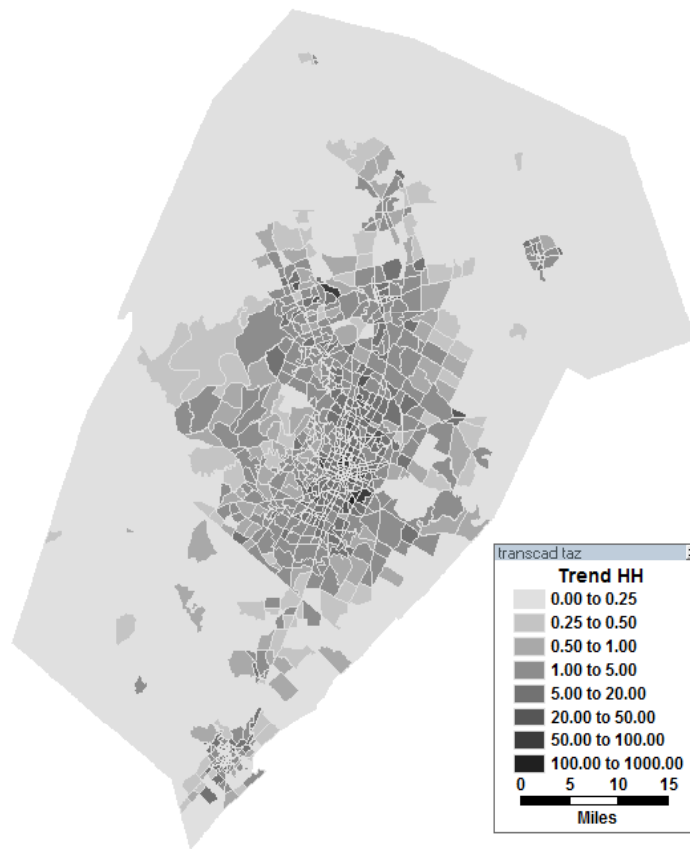 transcad taz
Trend HH
0.00 to 0.25
0.25 to 0.50
0.50 to 1.00
1.00 to 5.00
5.00 to 20.00
20.00 to 50.00
50.00 to 100.00
100.00 to 1000.00
0 5 10 15
Miles